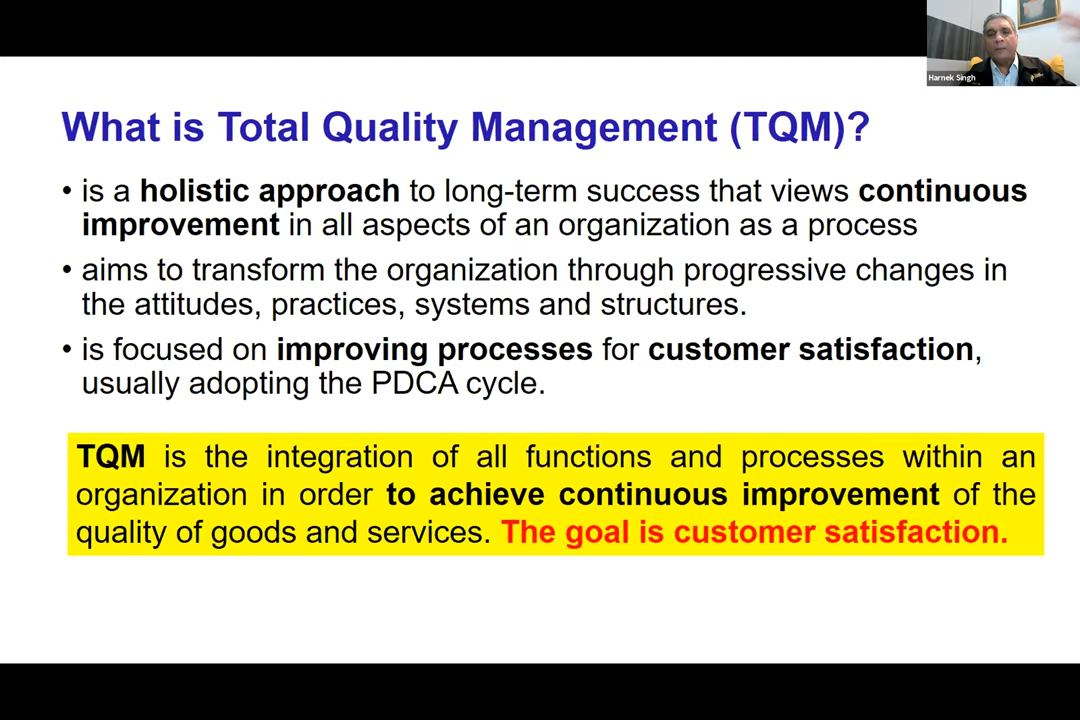 Harnek Singh
What is Total Quality Management (TQM)?
• is a holistic approach to long-term success that views continuous
improvement in all aspects of an organization as a process
• aims to transform the organization through progressive changes in
the attitudes, practices, systems and structures.
• is focused on improving processes for customer satisfaction,
usually adopting the PDCA cycle.
TQM is the integration of all functions and processes within an
organization in order to achieve continuous improvement of the
quality of goods and services. The goal is customer satisfaction.